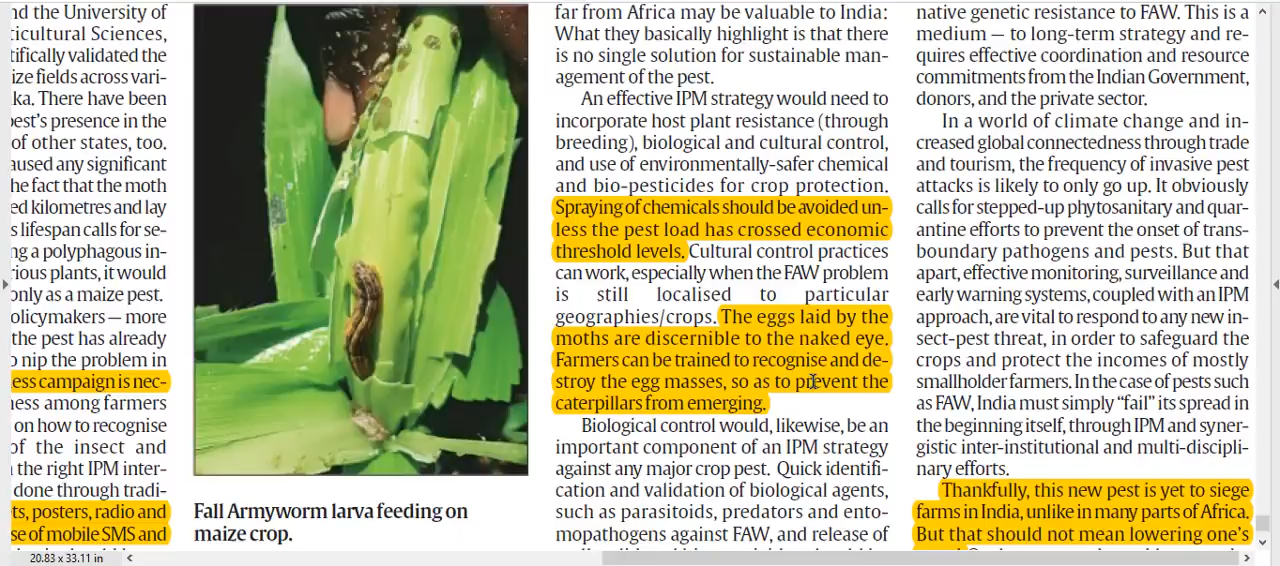 nd the University of
ticultural Sciences,
tifically validated the
ize fields across vari-
ka. There have been
pest's presence in the
of other states, too.
aused any significant
he fact that the moth
ed kilometres and lay
s lifespan calls for se-
ng a polyphagous in-
rious plants, it would
only as a maize pest.
olicymakers — more
the pest has already
o nip the problem in
ess campaign is nec-
ness among farmers
on how to recognise
of the insect and
the right IPM inter-
done through tradi-
ts, posters, radio and
se of mobile SMS and
Fall Armyworm larva feeding on
maize crop.
far from Africa may be valuable to India:
What they basically highlight is that there
is no single solution for sustainable man-
agement of the pest.
An effective IPM strategy would need to
incorporate host plant resistance (through
breeding), biological and cultural control,
and use of environmentally-safer chemical
and bio-pesticides for crop protection.
Spraying of chemicals should be avoided un-
less the pest load has crossed economic
threshold levels. Cultural control practices
can work, especially when the FAW problem
is still localised to particular
geographies/crops. The eggs laid by the
moths are discernible to the naked eye.
Farmers can be trained to recognise and de-
stroy the egg masses, so as to prevent the
caterpillars from emerging.
Biological control would, likewise, be an
important component of an IPM strategy
against any major crop pest. Quick identifi-
cation and validation of biological agents,
such as parasitoids, predators and ento-
mopathogens against FAW, and release of
native genetic resistance to FAW. This is a
medium — to long-term strategy and re-
quires effective coordination and resource
commitments from the Indian Government,
donors, and the private sector.
In a world of climate change and in-
creased global connectedness through trade
and tourism, the frequency of invasive pest
attacks is likely to only go up. It obviously
calls for stepped-up phytosanitary and quar-
antine efforts to prevent the onset of trans-
boundary pathogens and pests. But that
apart, effective monitoring, surveillance and
early warning systems, coupled with an IPM
approach, are vital to respond to any new in-
sect-pest threat, in order to safeguard the
crops and protect the incomes of mostly
smallholder farmers. In the case of pests such
as FAW, India must simply “fail” its spread in
the beginning itself, through IPM and syner-
gistic inter-institutional and multi-discipli-
nary efforts.
Thankfully, this new pest is yet to siege
farms in India, unlike in many parts of Africa.
But that should not mean lowering one's
20.83 x 33.11 in